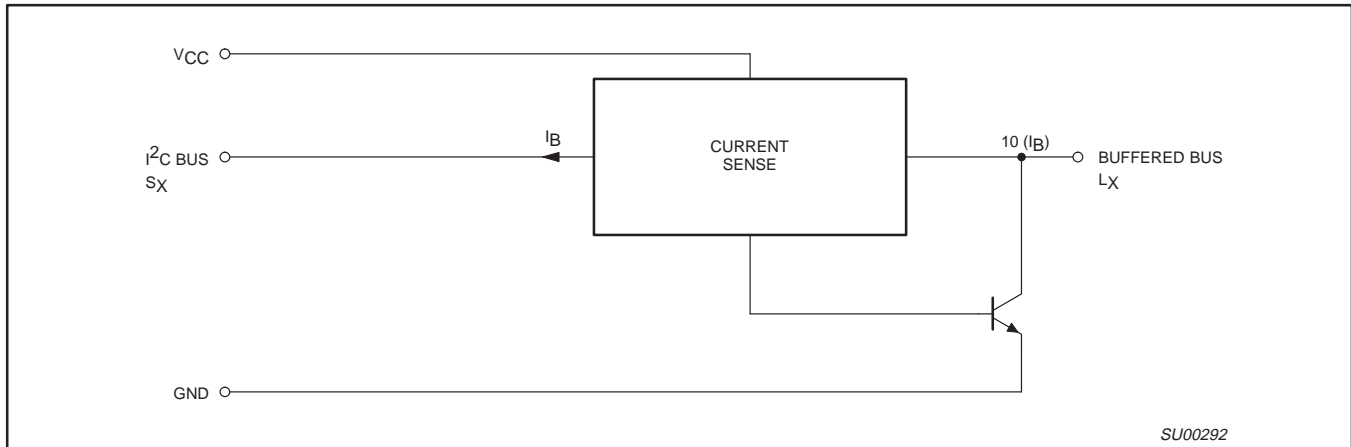 VCC
I2C BUS
SX
IB
CURRENT
SENSE
10 (IB)
BUFFERED BUS
LX
GND
SU00292